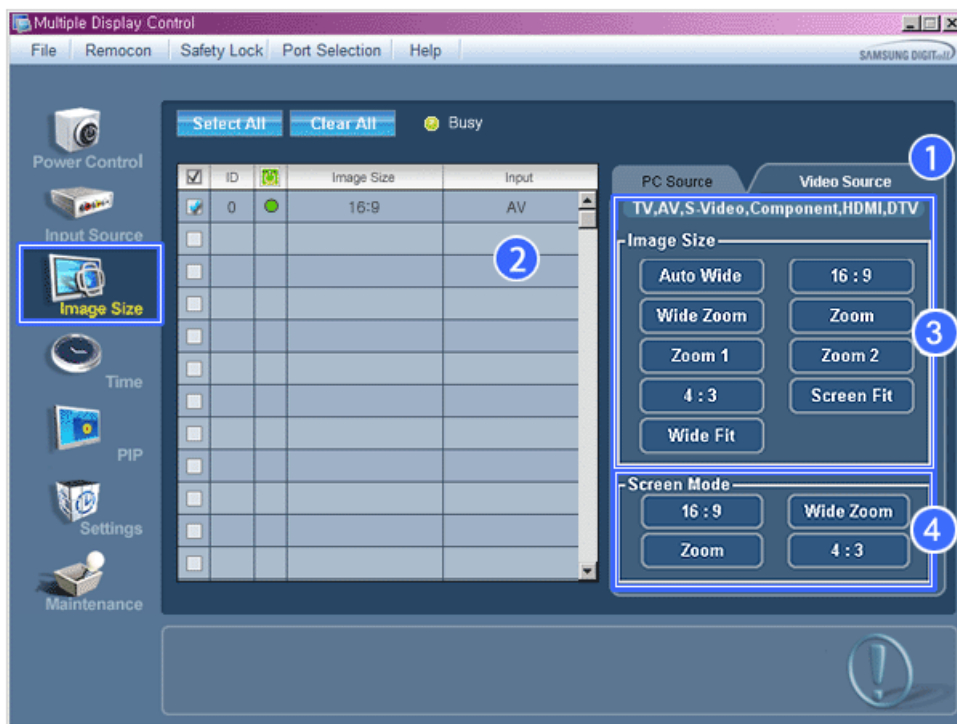 Multiple Display Control
File Remocon Safety Lock Port Selection Help
SAMSUNG DIGITall
Power Control
Input Source
Image Size
Time
PIP
Settings
Maintenance
Select All Clear All Busy
ID Image Size Input
0 16:9 AV
2
1
PC Source Video Source
TV,AV,S-Video,Component,HDMI,DTV
Image Size
Auto Wide 16 : 9
Wide Zoom Zoom
3
Zoom 1 Zoom 2
4 : 3 Screen Fit
Wide Fit
Screen Mode
16 : 9 Wide Zoom
4
Zoom 4 : 3